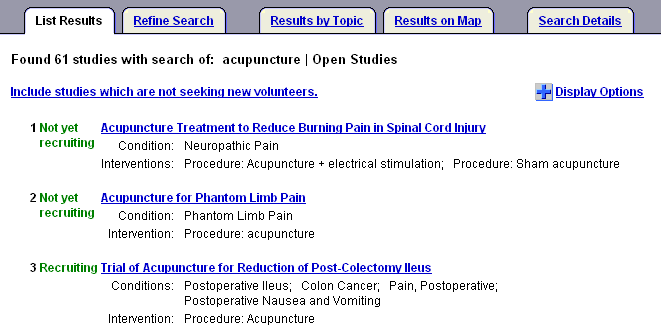 List Results Refine Search Results by Topic Results on Map Search Details
Found 61 studies with search of: acupuncture | Open Studies
Include studies which are not seeking new volunteers. Display Options
1 Not yet recruiting Acupuncture Treatment to Reduce Burning Pain in Spinal Cord Injury
Condition: Neuropathic Pain
Interventions: Procedure: Acupuncture + electrical stimulation; Procedure: Sham acupuncture
2 Not yet recruiting Acupuncture for Phantom Limb Pain
Condition: Phantom Limb Pain
Intervention: Procedure: acupuncture
3 Recruiting Trial of Acupuncture for Reduction of Post-Colectomy Ileus
Conditions: Postoperative Ileus; Colon Cancer; Pain, Postoperative;
Postoperative Nausea and Vomiting
Intervention: Procedure: Acupuncture